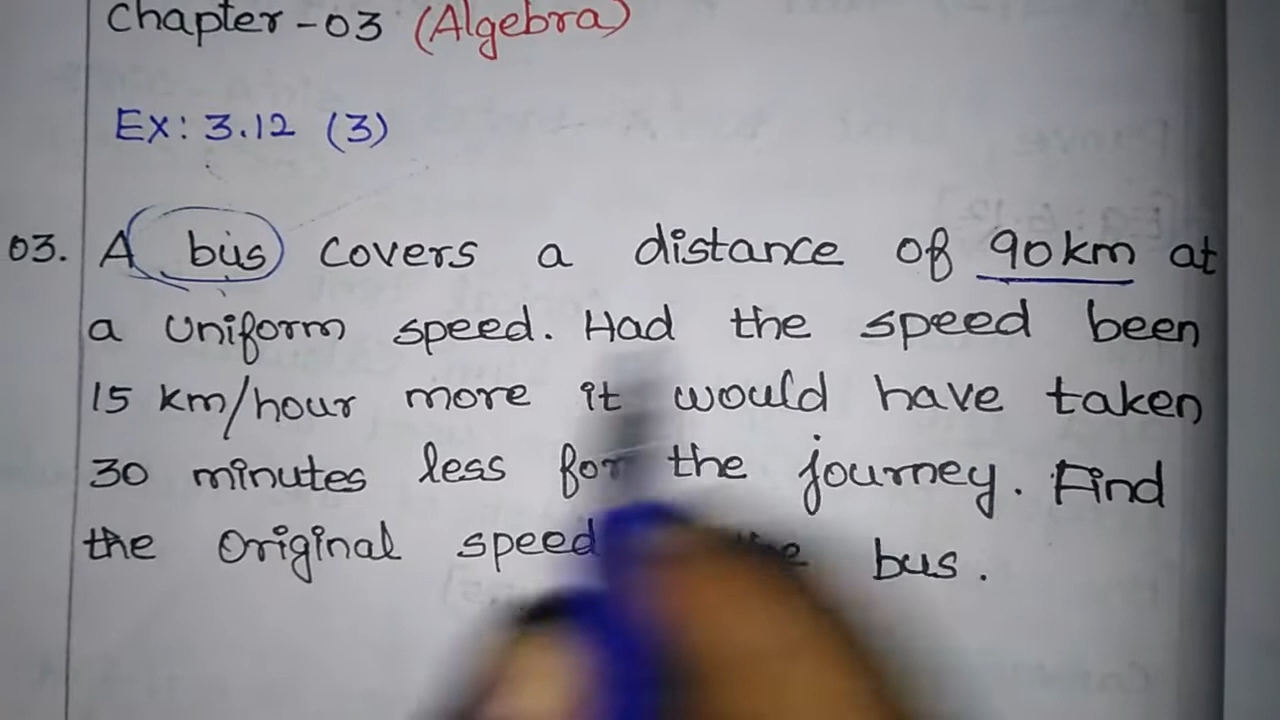 Chapter - 03 (Algebra)
Ex: 3.12 (3)
03. A bus covers a distance of 90 km at
a uniform speed. Had the speed been
15 km/hour more it would have taken
30 minutes less for the journey. Find
the original speed bus.